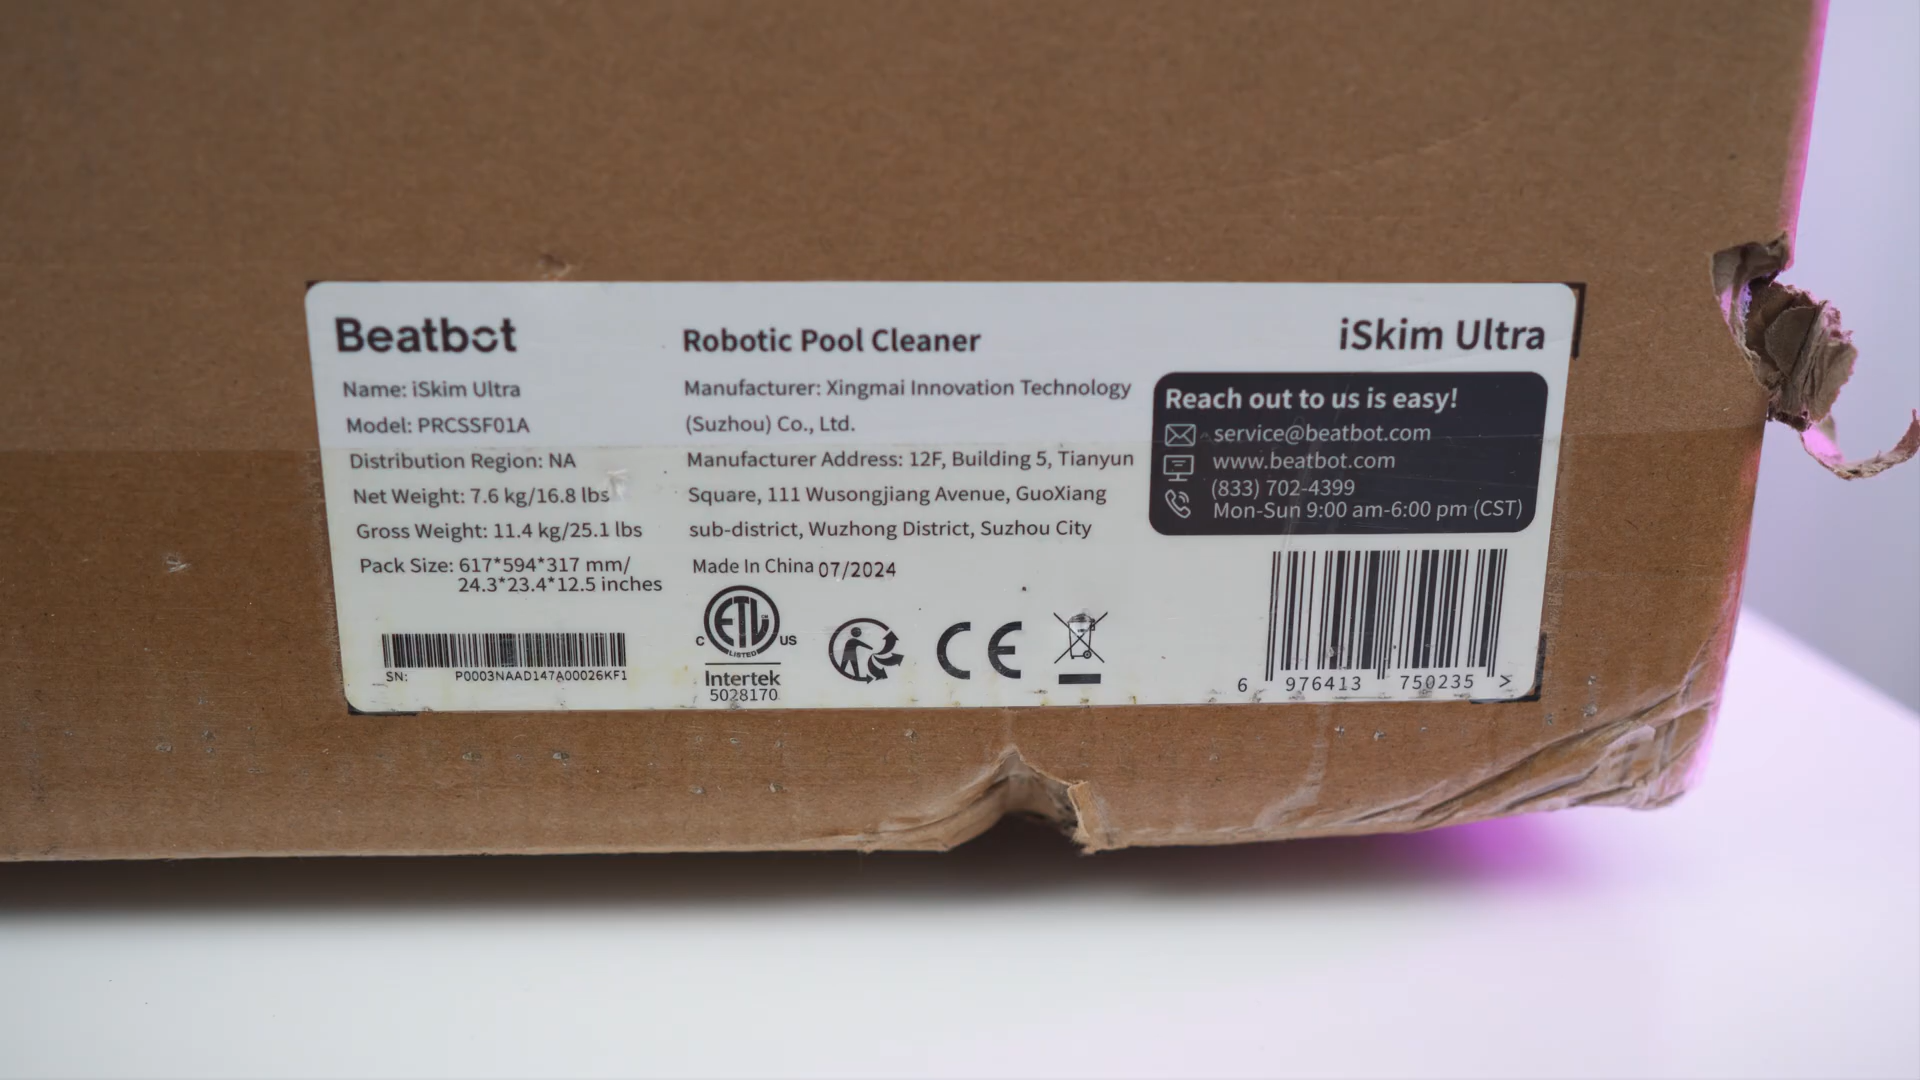 Beatbot
Name: iSkim Ultra
Model: PRCSSF01A
Distribution Region: NA
Net Weight: 7.6 kg/16.8 lbs
Gross Weight: 11.4 kg/25.1 lbs
Pack Size: 617*594*317 mm/
24.3*23.4*12.5 inches
SN: P0003NAAD147A00026KF1
Robotic Pool Cleaner
Manufacturer: Xingmai Innovation Technology
(Suzhou) Co., Ltd.
Manufacturer Address: 12F, Building 5, Tianyun
Square, 111 Wusongjiang Avenue, GuoXiang
sub-district, Wuzhong District, Suzhou City
Made In China 07/2024
ETL CM
C US
LISTED
Intertek
5028170
CE
iSkim Ultra
Reach out to us is easy!
service@beatbot.com
www.beatbot.com
(833) 702-4399
Mon-Sun 9:00 am-6:00 pm (CST)
6 976413 750235 >